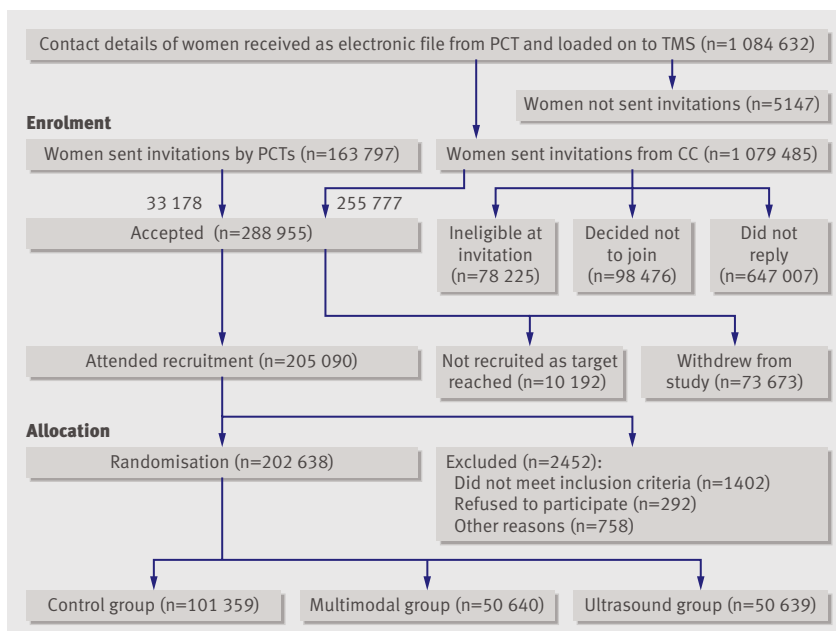 Contact details of women received as electronic file from PCT and loaded on to TMS (n=1 084 632)
Women not sent invitations (n=5147)
Enrolment
Women sent invitations by PCTs (n=163 797)
Women sent invitations from CC (n=1 079 485)
33 178
255 777
Accepted (n=288 955)
Ineligible at
invitation
(n=78 225)
Decided not
to join
(n=98 476)
Did not
reply
(n=647 007)
Attended recruitment (n=205 090)
Not recruited as target
reached (n=10 192)
Withdrew from
study (n=73 673)
Allocation
Randomisation (n=202 638)
Excluded (n=2452):
Did not meet inclusion criteria (n=1402)
Refused to participate (n=292)
Other reasons (n=758)
Control group (n=101 359)
Multimodal group (n=50 640)
Ultrasound group (n=50 639)